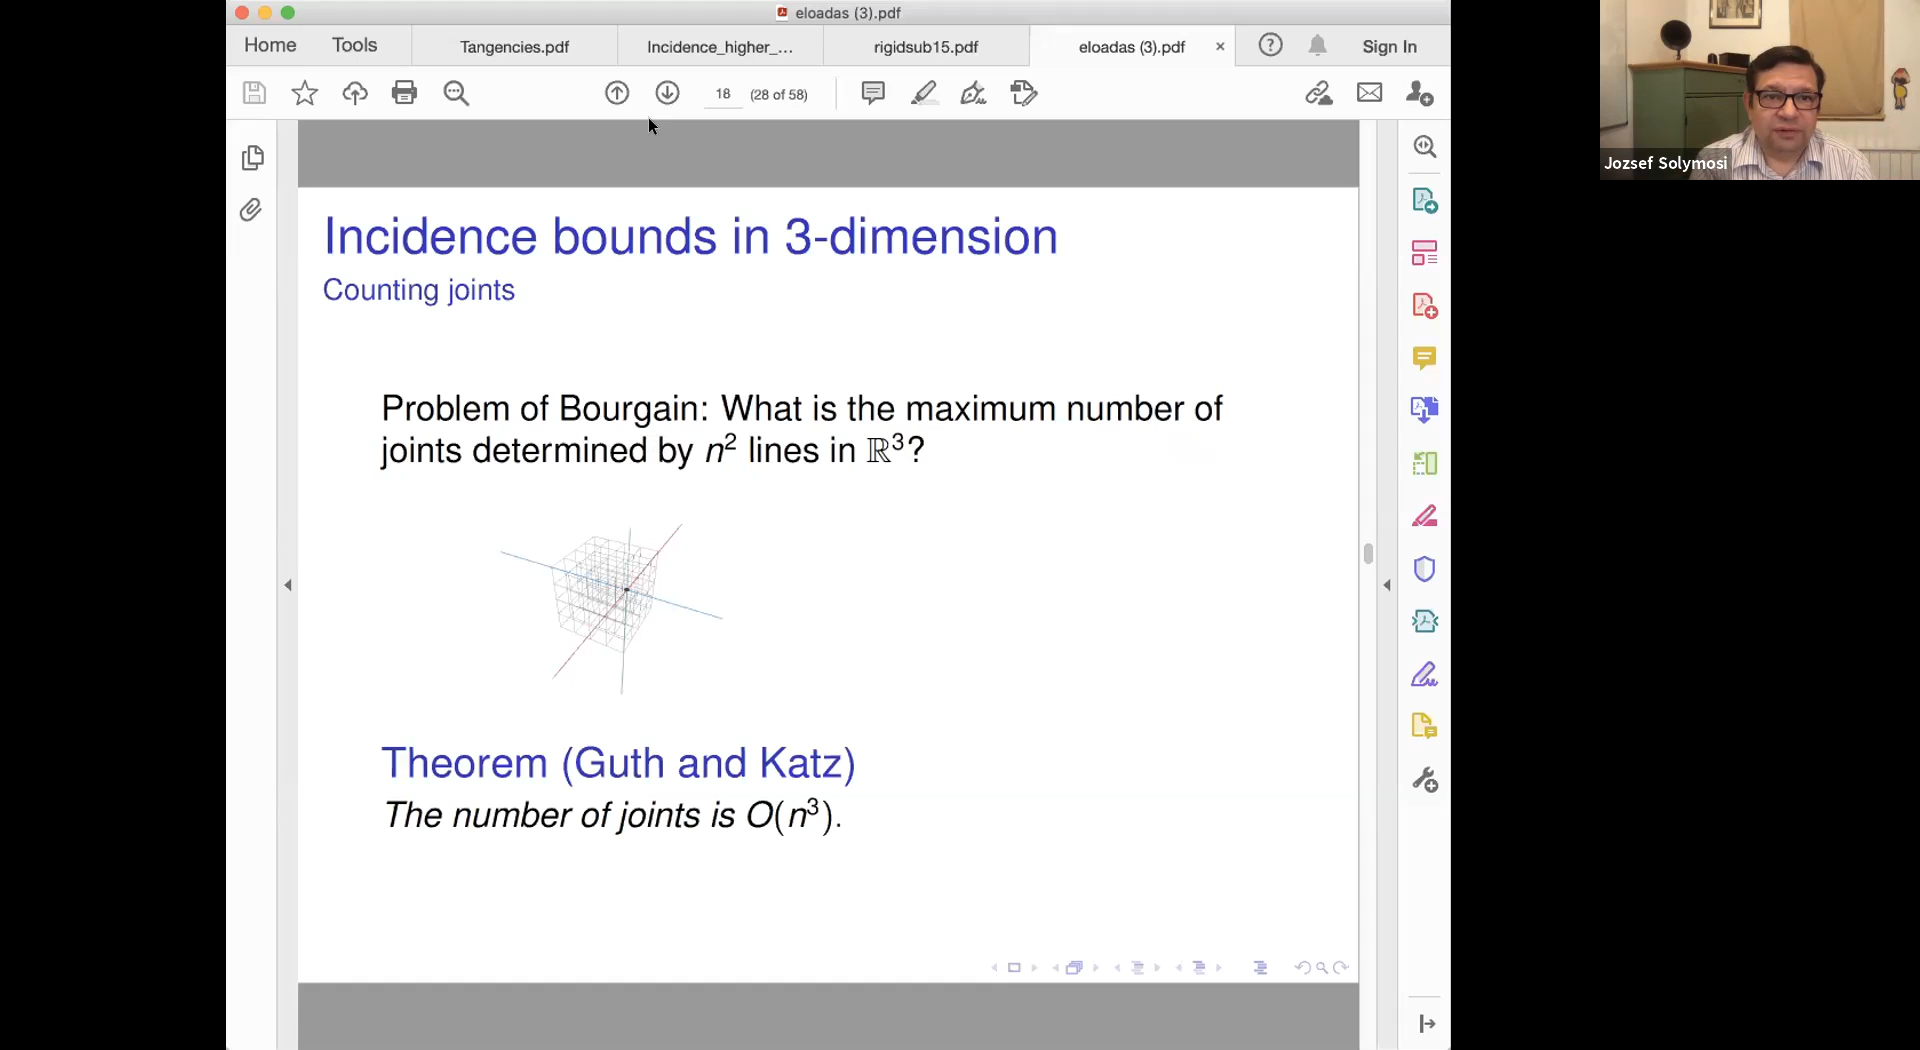 eloadas (3).pdf
Home Tools Tangencies.pdf Incidence_higher_... rigidsub15.pdf eloadas (3).pdf × Sign In
18 (28 of 58)
Jozsef Solymosi
Incidence bounds in 3-dimension
Counting joints
Problem of Bourgain: What is the maximum number of
joints determined by n² lines in ℝ³?
Theorem (Guth and Katz)
The number of joints is O(n³).